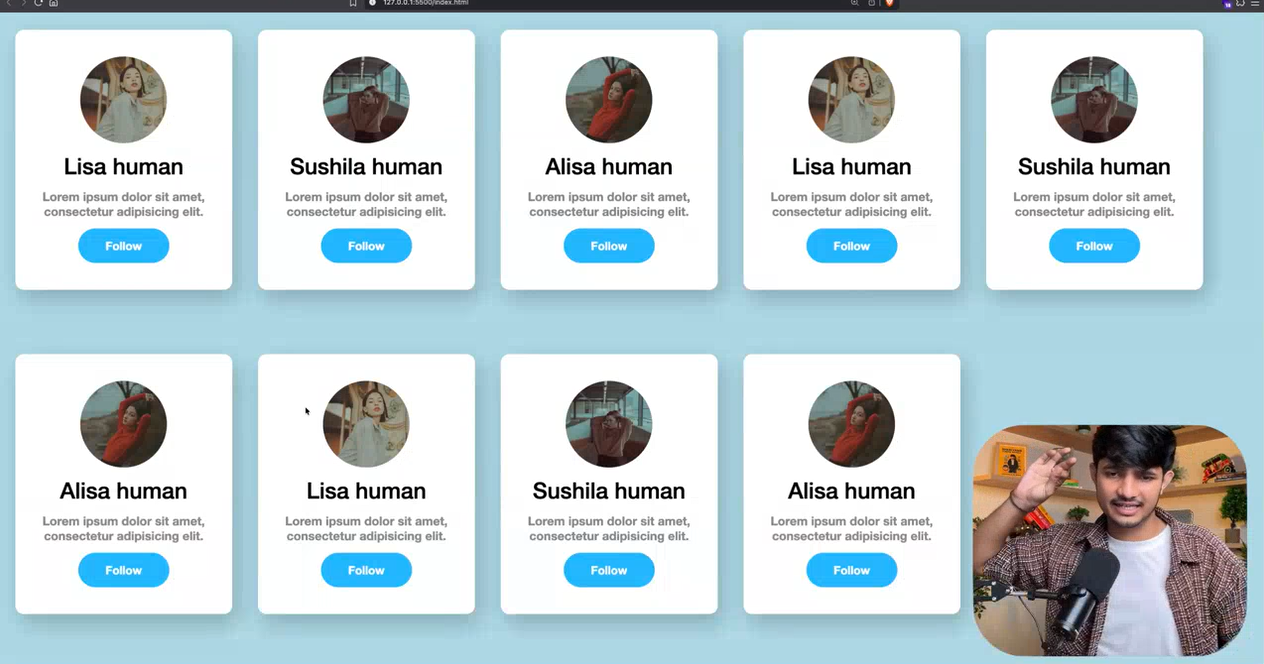 127.0.0.1:5500/index.html
Lisa human
Lorem ipsum dolor sit amet,
consectetur adipisicing elit.
Follow
Sushila human
Lorem ipsum dolor sit amet,
consectetur adipisicing elit.
Follow
Alisa human
Lorem ipsum dolor sit amet,
consectetur adipisicing elit.
Follow
Lisa human
Lorem ipsum dolor sit amet,
consectetur adipisicing elit.
Follow
Sushila human
Lorem ipsum dolor sit amet,
consectetur adipisicing elit.
Follow
Alisa human
Lorem ipsum dolor sit amet,
consectetur adipisicing elit.
Follow
Lisa human
Lorem ipsum dolor sit amet,
consectetur adipisicing elit.
Follow
Sushila human
Lorem ipsum dolor sit amet,
consectetur adipisicing elit.
Follow
Alisa human
Lorem ipsum dolor sit amet,
consectetur adipisicing elit.
Follow